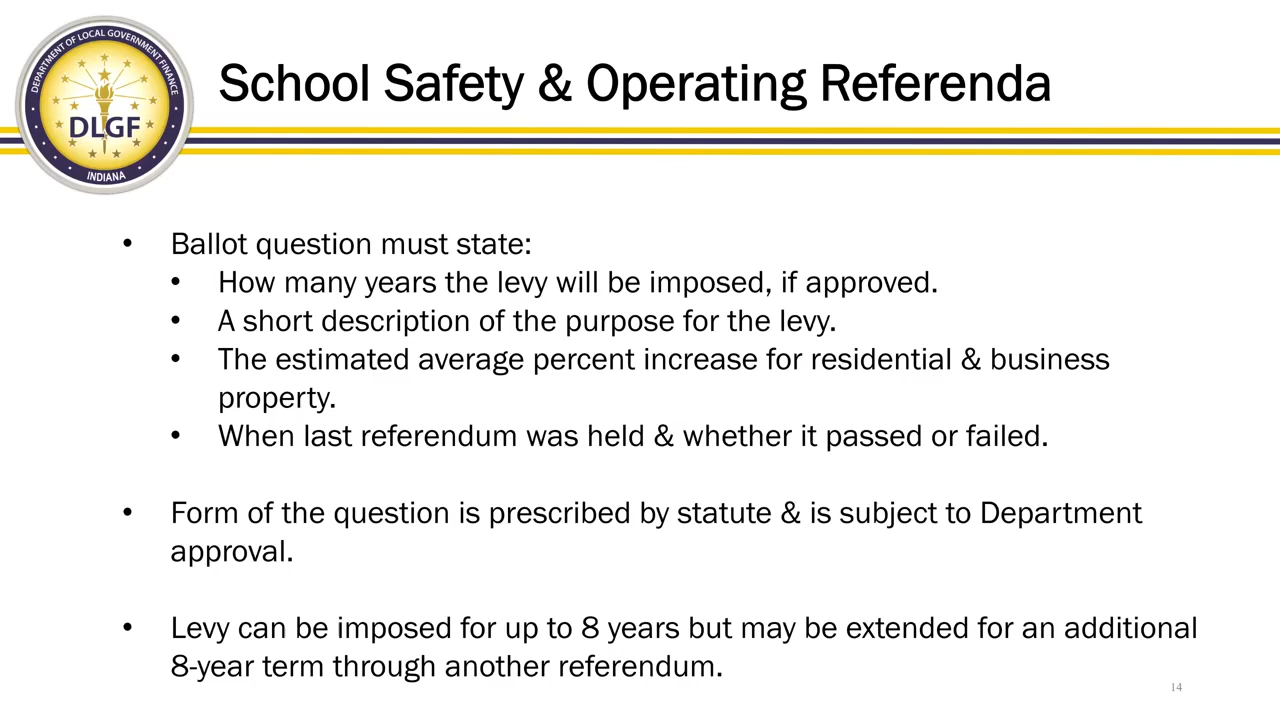 DEPARTMENT OF LOCAL GOVERNMENT FINANCE
DLGF
INDIANA
School Safety & Operating Referenda
• Ballot question must state:
• How many years the levy will be imposed, if approved.
• A short description of the purpose for the levy.
• The estimated average percent increase for residential & business
property.
• When last referendum was held & whether it passed or failed.
• Form of the question is prescribed by statute & is subject to Department
approval.
• Levy can be imposed for up to 8 years but may be extended for an additional
8-year term through another referendum.
14